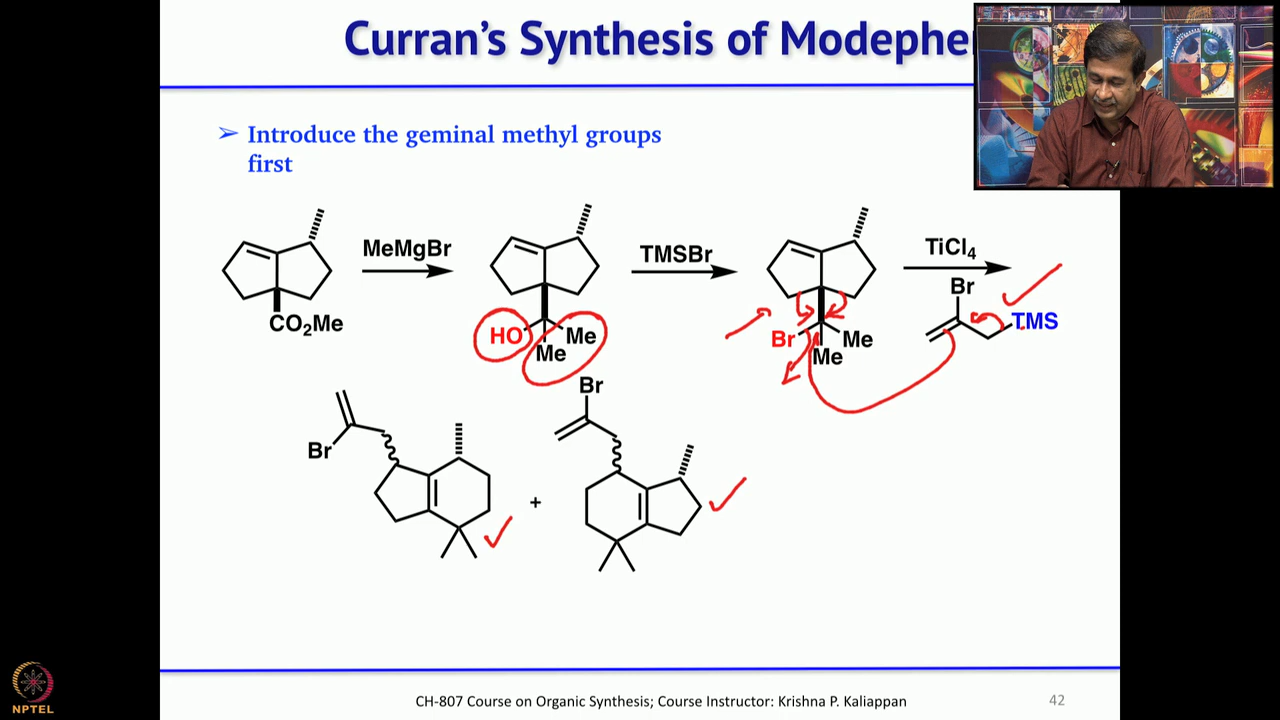 Curran's Synthesis of Modephe
➢ Introduce the geminal methyl groups
first
MeMgBr
TMSBr
TiCl4
Br
TMS
CO2Me
HO
Me
Me
Br
Me
Me
Br
Br
+
CH-807 Course on Organic Synthesis; Course Instructor: Krishna P. Kaliappan
42
NPTEL